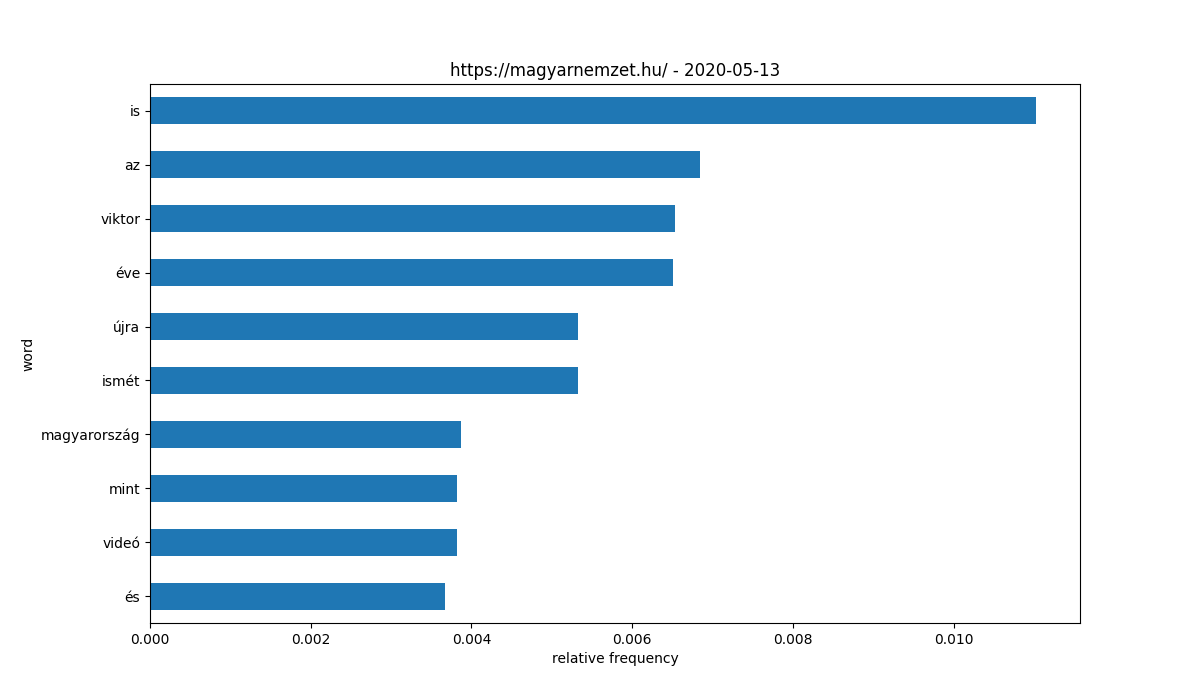 https://magyarnemzet.hu/ - 2020-05-13
is
az
viktor
éve
újra
ismét
magyarország
mint
videó
és
word
0.000 0.002 0.004 0.006 0.008 0.010
relative frequency